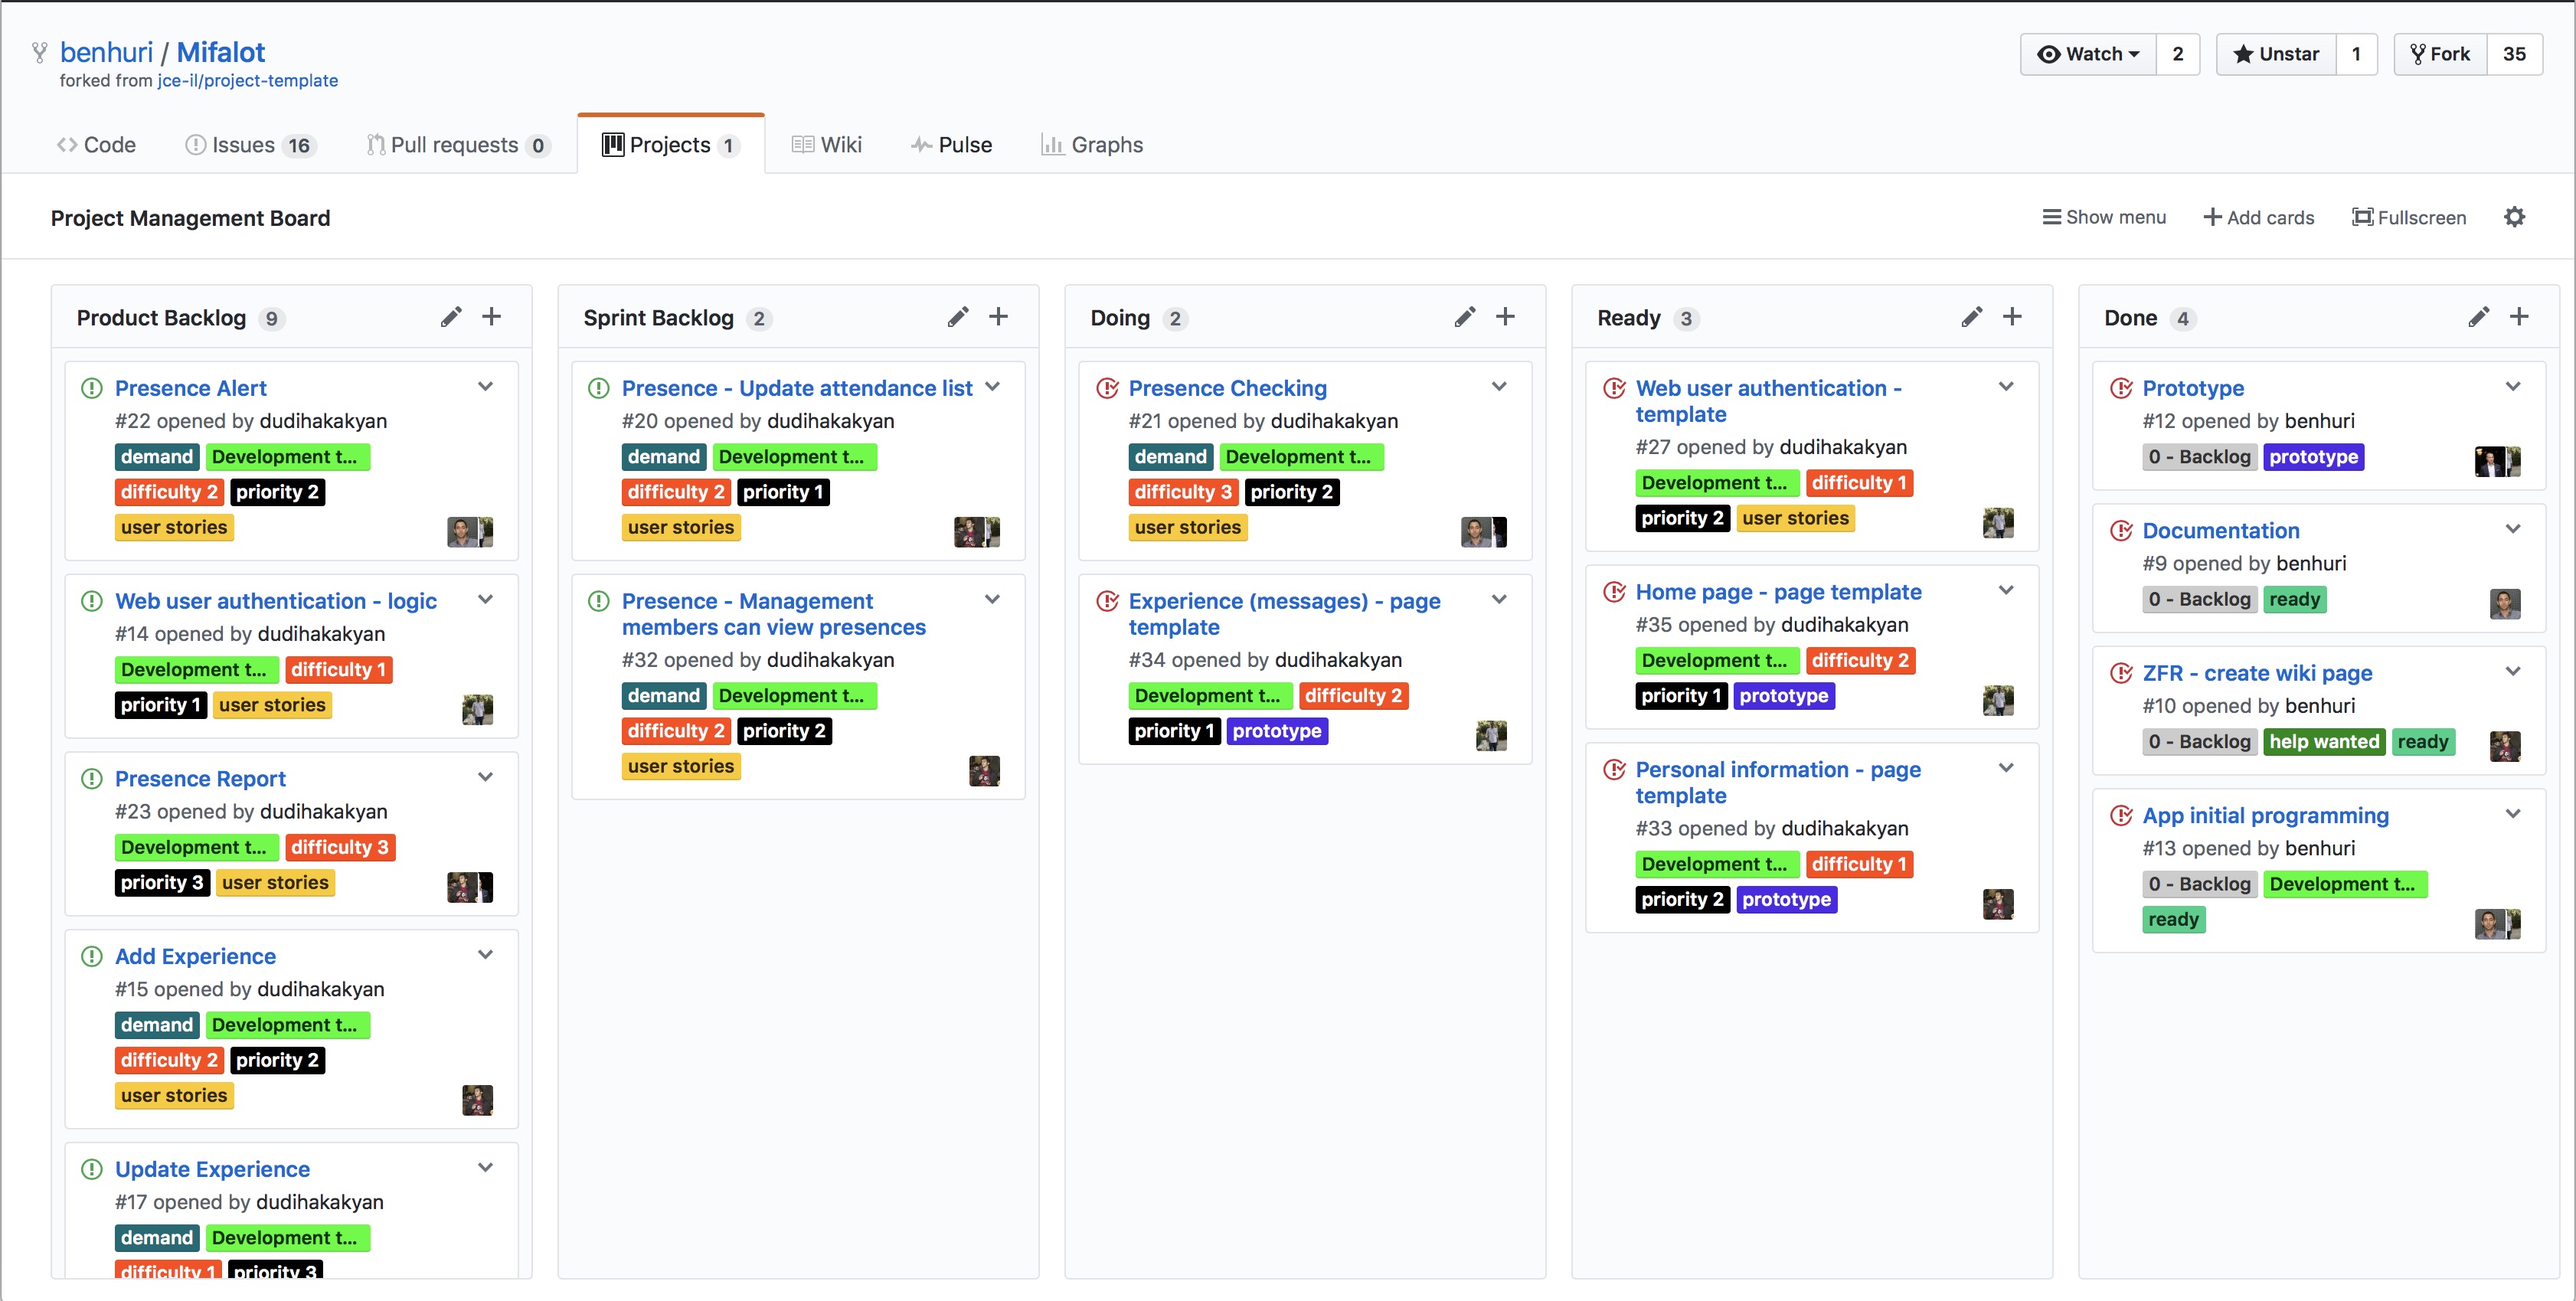 benhuri / Mifalot
forked from jce-il/project-template
Watch 2 Unstar 1 Fork 35
Code Issues 16 Pull requests 0 Projects 1 Wiki Pulse Graphs
Project Management Board
Show menu Add cards Fullscreen
Product Backlog 9
Presence Alert
#22 opened by dudihakakyan
demand Development t...
difficulty 2 priority 2
user stories
Web user authentication - logic
#14 opened by dudihakakyan
Development t... difficulty 1
priority 1 user stories
Presence Report
#23 opened by dudihakakyan
Development t... difficulty 3
priority 3 user stories
Add Experience
#15 opened by dudihakakyan
demand Development t...
difficulty 2 priority 2
user stories
Update Experience
#17 opened by dudihakakyan
demand Development t...
difficulty 1 priority 3
Sprint Backlog 2
Presence - Update attendance list
#20 opened by dudihakakyan
demand Development t...
difficulty 2 priority 1
user stories
Presence - Management
members can view presences
#32 opened by dudihakakyan
demand Development t...
difficulty 2 priority 2
user stories
Doing 2
Presence Checking
#21 opened by dudihakakyan
demand Development t...
difficulty 3 priority 2
user stories
Experience (messages) - page
template
#34 opened by dudihakakyan
Development t... difficulty 2
priority 1 prototype
Ready 3
Web user authentication -
template
#27 opened by dudihakakyan
Development t... difficulty 1
priority 2 user stories
Home page - page template
#35 opened by dudihakakyan
Development t... difficulty 2
priority 1 prototype
Personal information - page
template
#33 opened by dudihakakyan
Development t... difficulty 1
priority 2 prototype
Done 4
Prototype
#12 opened by benhuri
0 - Backlog prototype
Documentation
#9 opened by benhuri
0 - Backlog ready
ZFR - create wiki page
#10 opened by benhuri
0 - Backlog help wanted ready
App initial programming
#13 opened by benhuri
0 - Backlog Development t...
ready